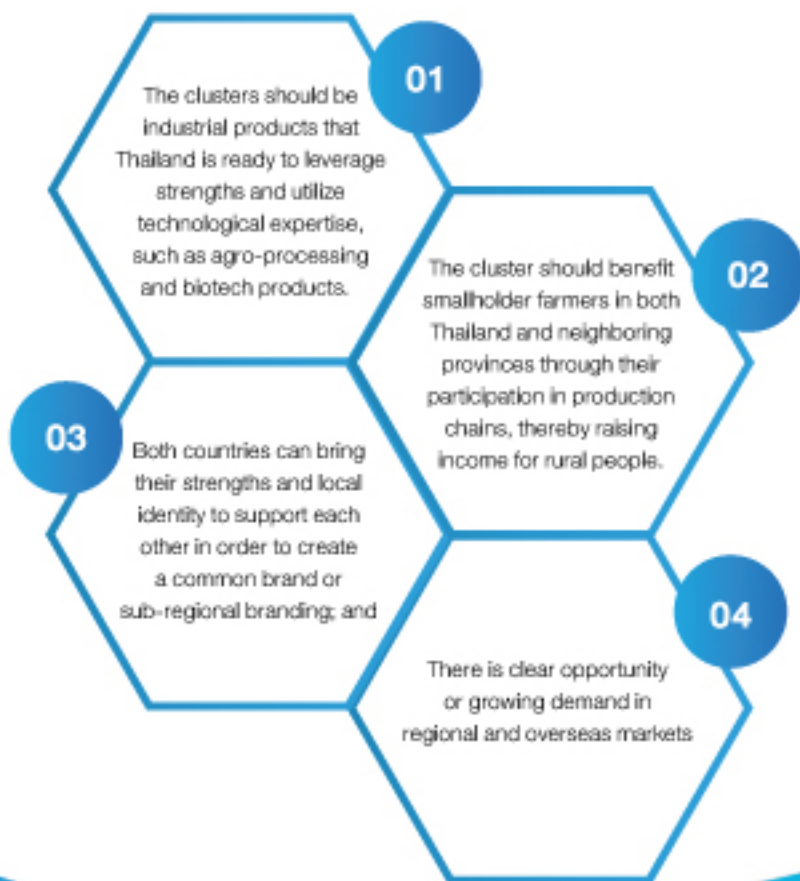 01
The clusters should be
industrial products that
Thailand is ready to leverage
strengths and utilize
technological expertise,
such as agro-processing
and biotech products.
02
The cluster should benefit
smallholder farmers in both
Thailand and neighboring
provinces through their
participation in production
chains, thereby raising
income for rural people.
03
Both countries can bring
their strengths and local
identity to support each
other in order to create
a common brand or
sub-regional branding; and
04
There is clear opportunity
or growing demand in
regional and overseas markets